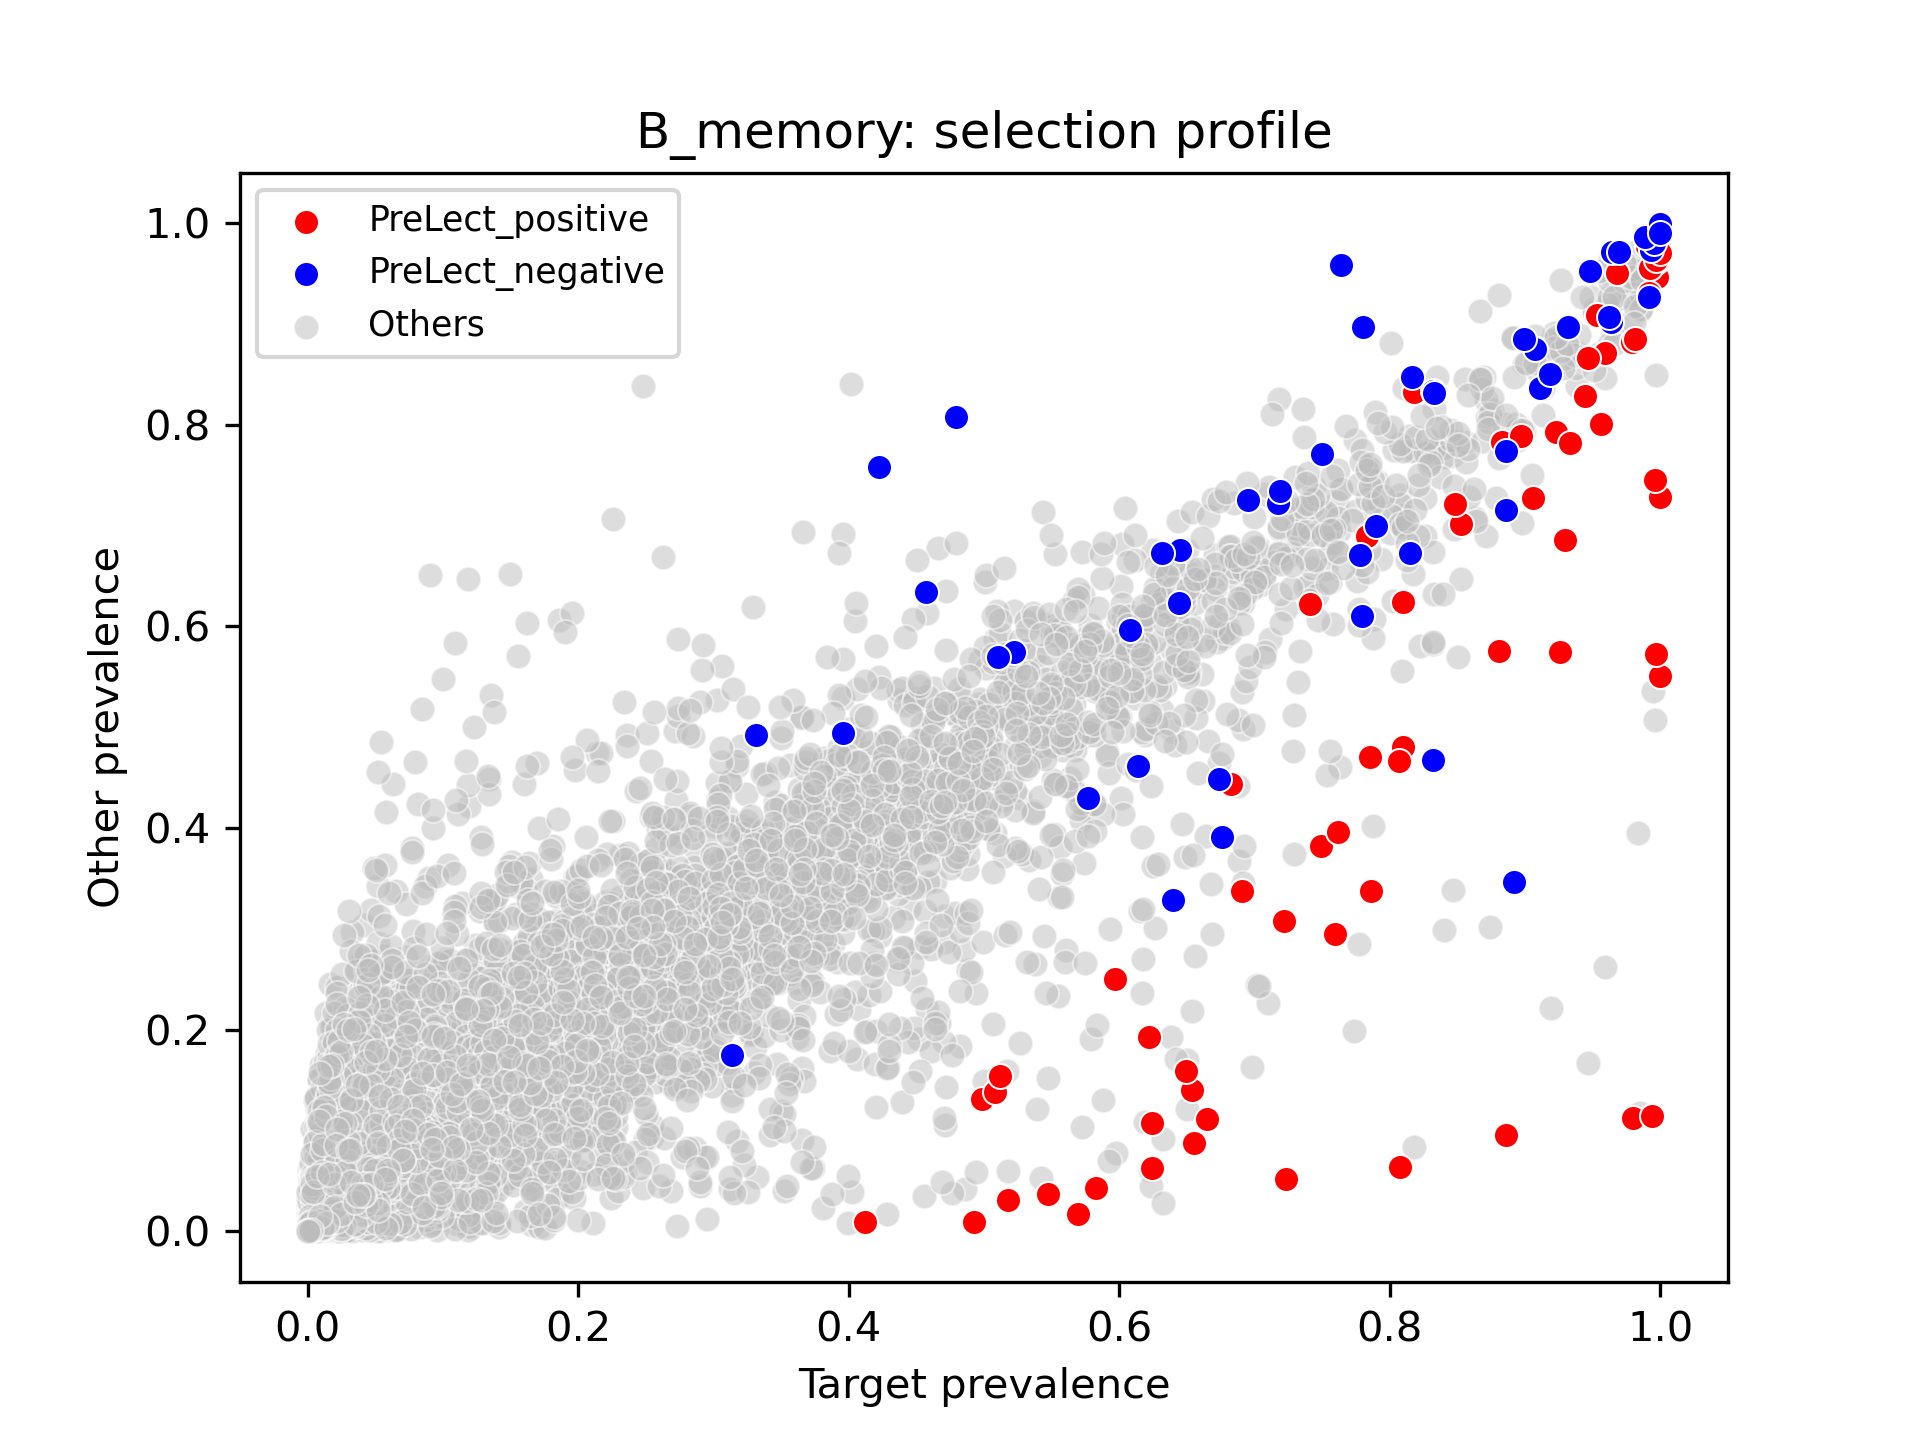 B_memory: selection profile
PreLect_positive
PreLect_negative
Others
1.0
0.8
0.6
0.4
0.2
0.0
Other prevalence
0.0 0.2 0.4 0.6 0.8 1.0
Target prevalence